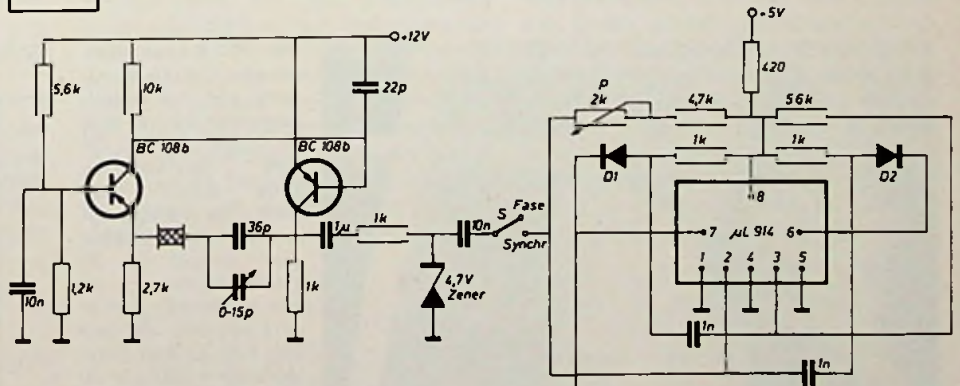 +12V
5,6k
10k
22p
BC 108b
BC 108b
36p
1µ
1k
10n
S
Fase
Synchr
10n
1,2k
2,7k
0-15p
1k
4,7V
Zener
+5V
420
P
2k
4,7k
5,6k
1k
1k
D1
D2
8
7
µL 914
6
1
2
4
3
5
1n
1n